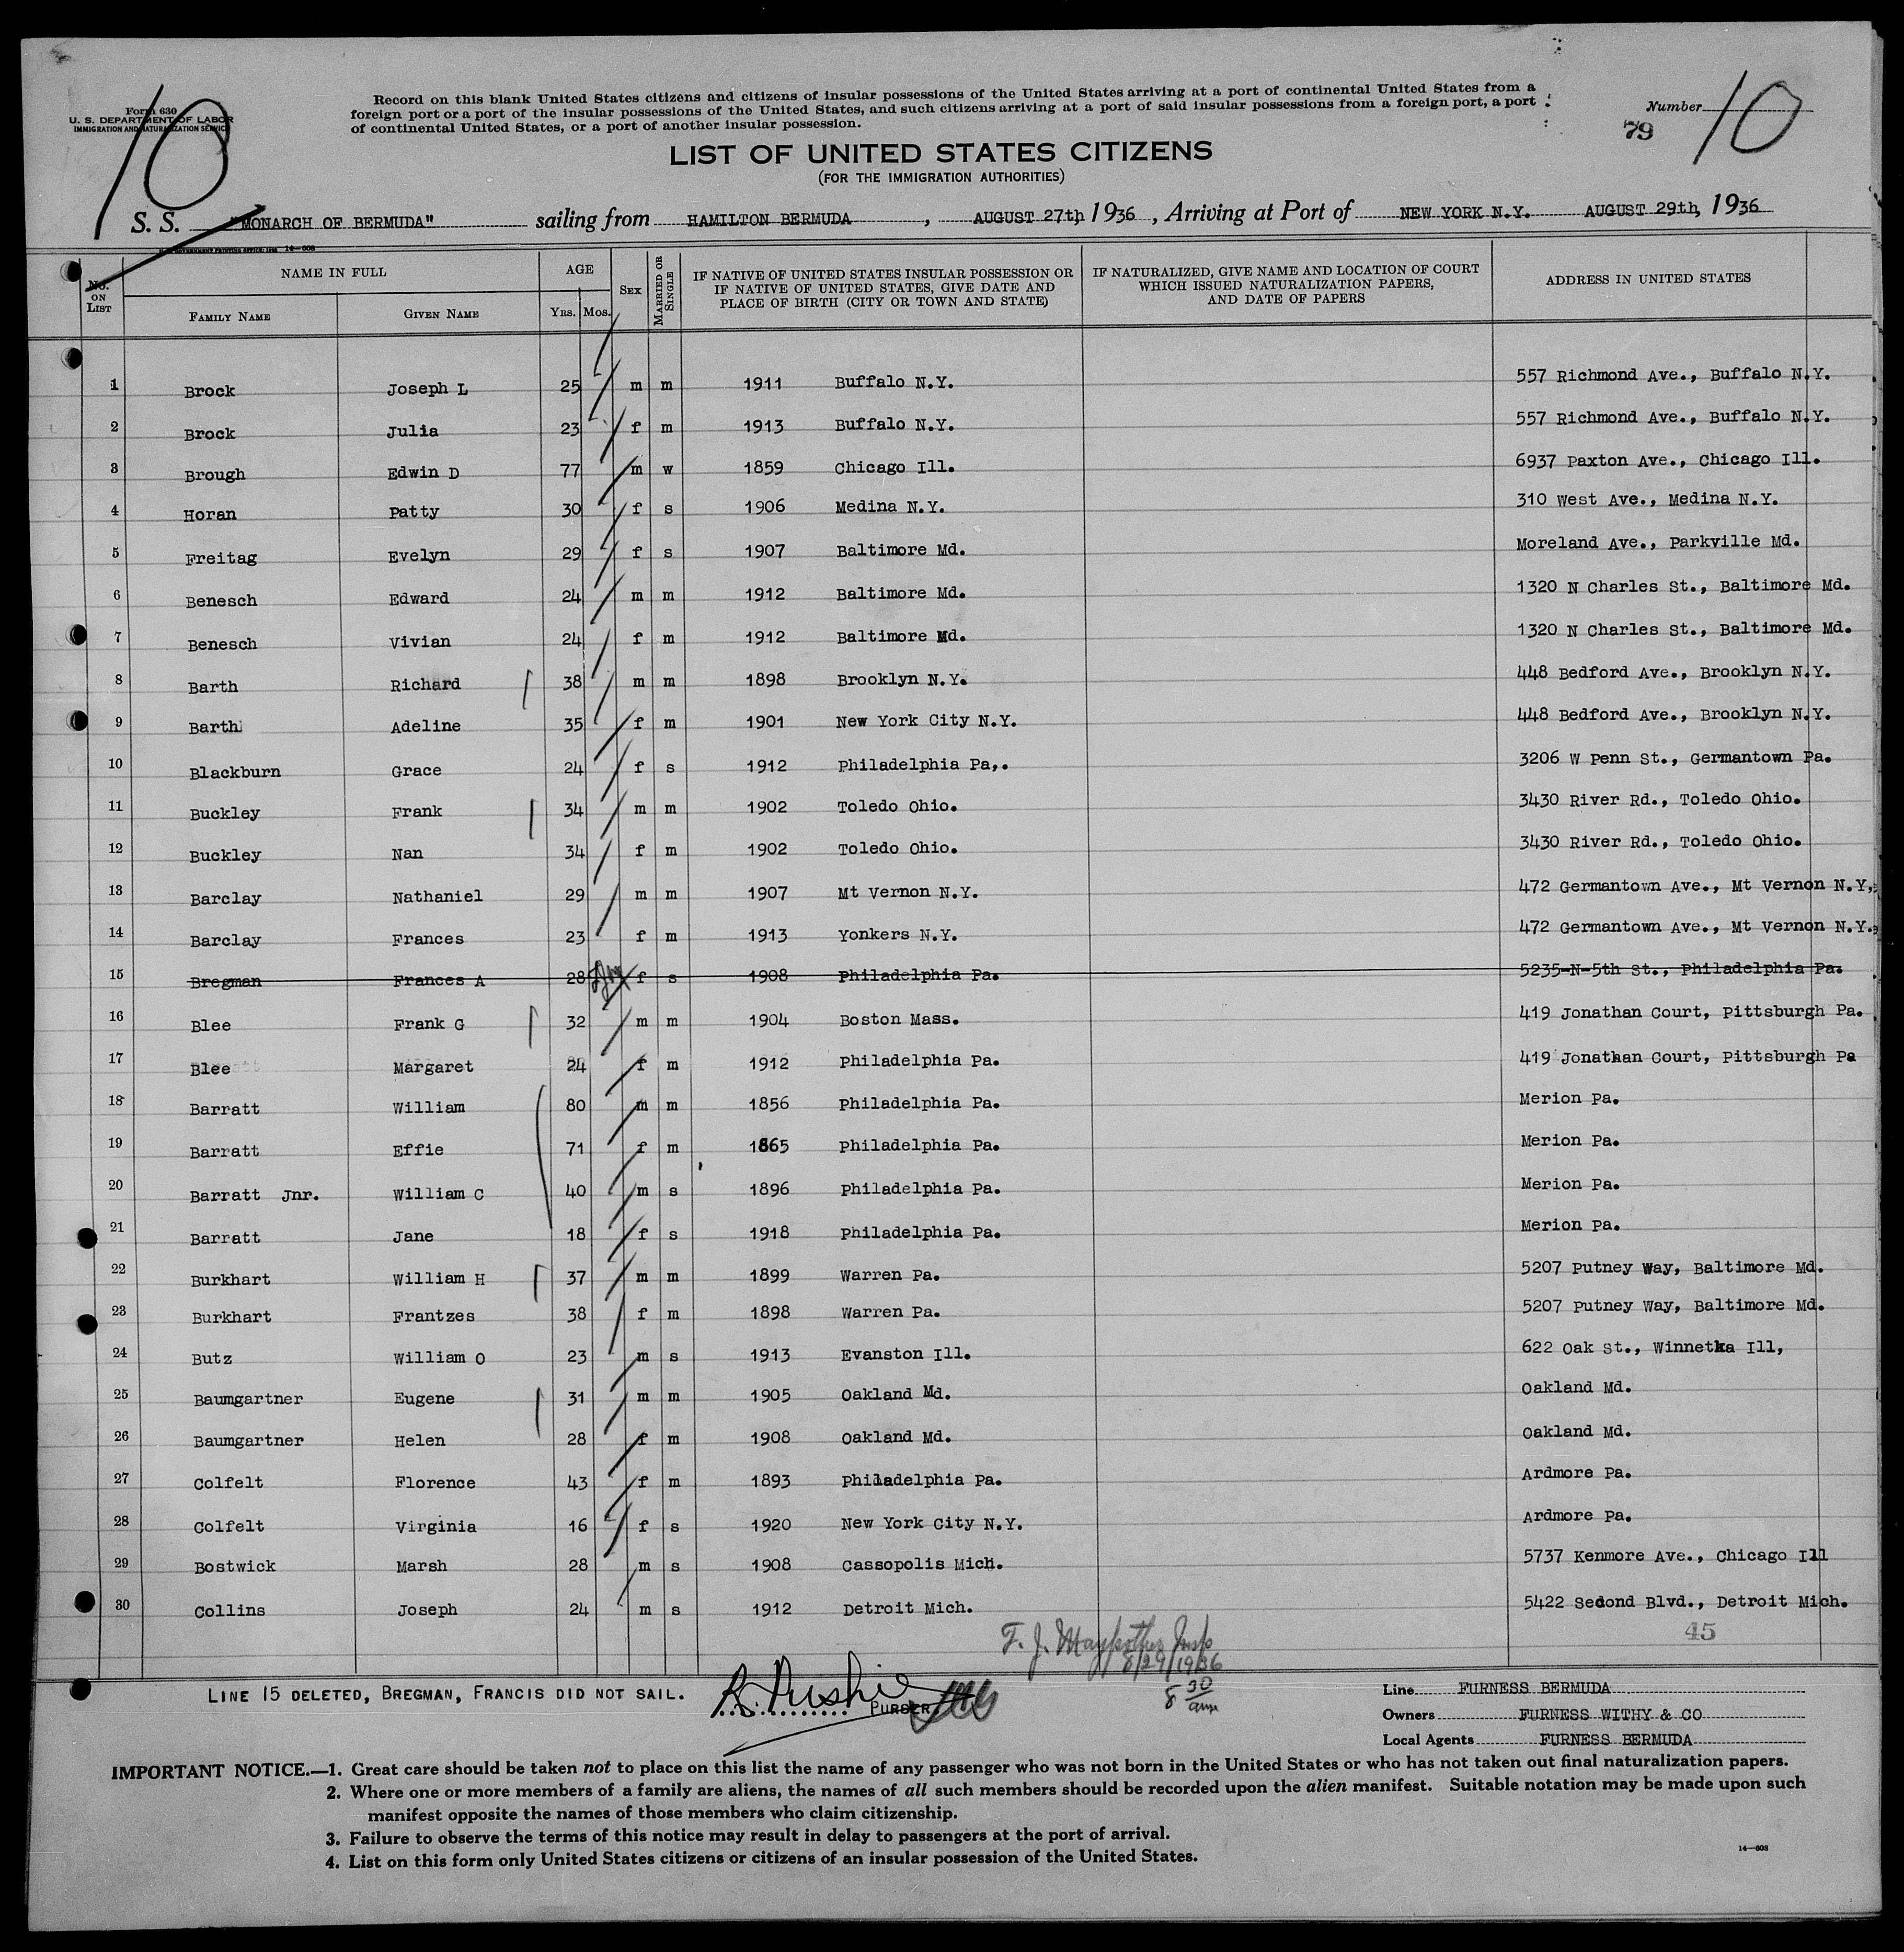 Form 630
U. S. DEPARTMENT OF LABOR
IMMIGRATION AND NATURALIZATION SERVICE
10
Record on this blank United States citizens and citizens of insular possessions of the United States arriving at a port of continental United States from a
foreign port or a port of the insular possessions of the United States, and such citizens arriving at a port of said insular possessions from a foreign port, a port
of continental United States, or a port of another insular possession.
Number 10
79
LIST OF UNITED STATES CITIZENS
(FOR THE IMMIGRATION AUTHORITIES)
S. S. "MONARCH OF BERMUDA" sailing from HAMILTON BERMUDA , AUGUST 27th, 1936 , Arriving at Port of NEW YORK N.Y. AUGUST 29th, 1936
No. ON LIST
NAME IN FULL
FAMILY NAME GIVEN NAME
AGE
YRS. MOS.
SEX
MARRIED OR SINGLE
IF NATIVE OF UNITED STATES INSULAR POSSESSION OR
IF NATIVE OF UNITED STATES, GIVE DATE AND
PLACE OF BIRTH (CITY OR TOWN AND STATE)
IF NATURALIZED, GIVE NAME AND LOCATION OF COURT
WHICH ISSUED NATURALIZATION PAPERS,
AND DATE OF PAPERS
ADDRESS IN UNITED STATES
1 Brock Joseph L 25 m m 1911 Buffalo N.Y. 557 Richmond Ave., Buffalo N.Y.
2 Brock Julia 23 f m 1913 Buffalo N.Y. 557 Richmond Ave., Buffalo N.Y.
3 Brough Edwin D 77 m w 1859 Chicago Ill. 6937 Paxton Ave., Chicago Ill.
4 Horan Patty 30 f s 1906 Medina N.Y. 310 West Ave., Medina N.Y.
5 Freitag Evelyn 29 f s 1907 Baltimore Md. Moreland Ave., Parkville Md.
6 Benesch Edward 24 m m 1912 Baltimore Md. 1320 N Charles St., Baltimore Md.
7 Benesch Vivian 24 f m 1912 Baltimore Md. 1320 N Charles St., Baltimore Md.
8 Barth Richard 38 m m 1898 Brooklyn N.Y. 448 Bedford Ave., Brooklyn N.Y.
9 Barth Adeline 35 f m 1901 New York City N.Y. 448 Bedford Ave., Brooklyn N.Y.
10 Blackburn Grace 24 f s 1912 Philadelphia Pa,. 3206 W Penn St., Germantown Pa.
11 Buckley Frank 34 m m 1902 Toledo Ohio. 3430 River Rd., Toledo Ohio.
12 Buckley Nan 34 f m 1902 Toledo Ohio. 3430 River Rd., Toledo Ohio.
13 Barclay Nathaniel 29 m m 1907 Mt Vernon N.Y. 472 Germantown Ave., Mt Vernon N.Y.
14 Barclay Frances 23 f m 1913 Yonkers N.Y. 472 Germantown Ave., Mt Vernon N.Y.
15 Bregman Frances A 28 f s 1908 Philadelphia Pa. 5235-N-5th St., Philadelphia Pa.
16 Blee Frank G 32 m m 1904 Boston Mass. 419 Jonathan Court, Pittsburgh Pa.
17 Blee Margaret 24 f m 1912 Philadelphia Pa. 419 Jonathan Court, Pittsburgh Pa
18 Barratt William 80 m m 1856 Philadelphia Pa. Merion Pa.
19 Barratt Effie 71 f m 1865 Philadelphia Pa. Merion Pa.
20 Barratt Jnr. William C 40 m s 1896 Philadelphia Pa. Merion Pa.
21 Barratt Jane 18 f s 1918 Philadelphia Pa. Merion Pa.
22 Burkhart William H 37 m m 1899 Warren Pa. 5207 Putney Way, Baltimore Md.
23 Burkhart Frantzes 38 f m 1898 Warren Pa. 5207 Putney Way, Baltimore Md.
24 Butz William O 23 m s 1913 Evanston Ill. 622 Oak St., Winnetka Ill,
25 Baumgartner Eugene 31 m m 1905 Oakland Md. Oakland Md.
26 Baumgartner Helen 28 f m 1908 Oakland Md. Oakland Md.
27 Colfelt Florence 43 f m 1893 Philadelphia Pa. Ardmore Pa.
28 Colfelt Virginia 16 f s 1920 New York City N.Y. Ardmore Pa.
29 Bostwick Marsh 28 m s 1908 Cassopolis Mich. 5737 Kenmore Ave., Chicago Ill
30 Collins Joseph 24 m s 1912 Detroit Mich. 5422 Sedond Blvd., Detroit Mich.
45
F. J. Insp
8/29/1936
8 30 am
LINE 15 DELETED, BREGMAN, FRANCIS DID NOT SAIL.
PURSER
Line FURNESS BERMUDA
Owners FURNESS WITHY & CO
Local Agents FURNESS BERMUDA
IMPORTANT NOTICE.—1. Great care should be taken not to place on this list the name of any passenger who was not born in the United States or who has not taken out final naturalization papers.
2. Where one or more members of a family are aliens, the names of all such members should be recorded upon the alien manifest. Suitable notation may be made upon such
manifest opposite the names of those members who claim citizenship.
3. Failure to observe the terms of this notice may result in delay to passengers at the port of arrival.
4. List on this form only United States citizens or citizens of an insular possession of the United States.
14—608